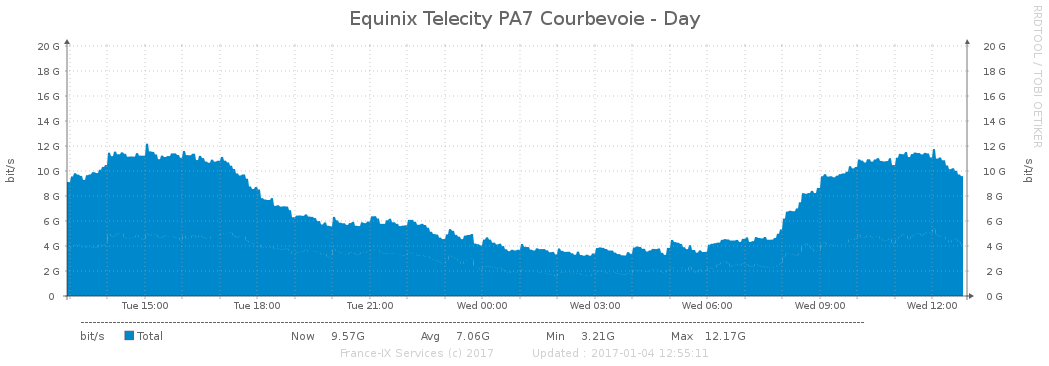 Equinix Telecity PA7 Courbevoie - Day
RRDTOOL / TOBI OETIKER
bit/s
bit/s
20 G 20 G
18 G 18 G
16 G 16 G
14 G 14 G
12 G 12 G
10 G 10 G
8 G 8 G
6 G 6 G
4 G 4 G
2 G 2 G
0 0 G
Tue 15:00 Tue 18:00 Tue 21:00 Wed 00:00 Wed 03:00 Wed 06:00 Wed 09:00 Wed 12:00
bit/s Total Now 9.57G Avg 7.06G Min 3.21G Max 12.17G
France-IX Services (c) 2017 Updated : 2017-01-04 12:55:11